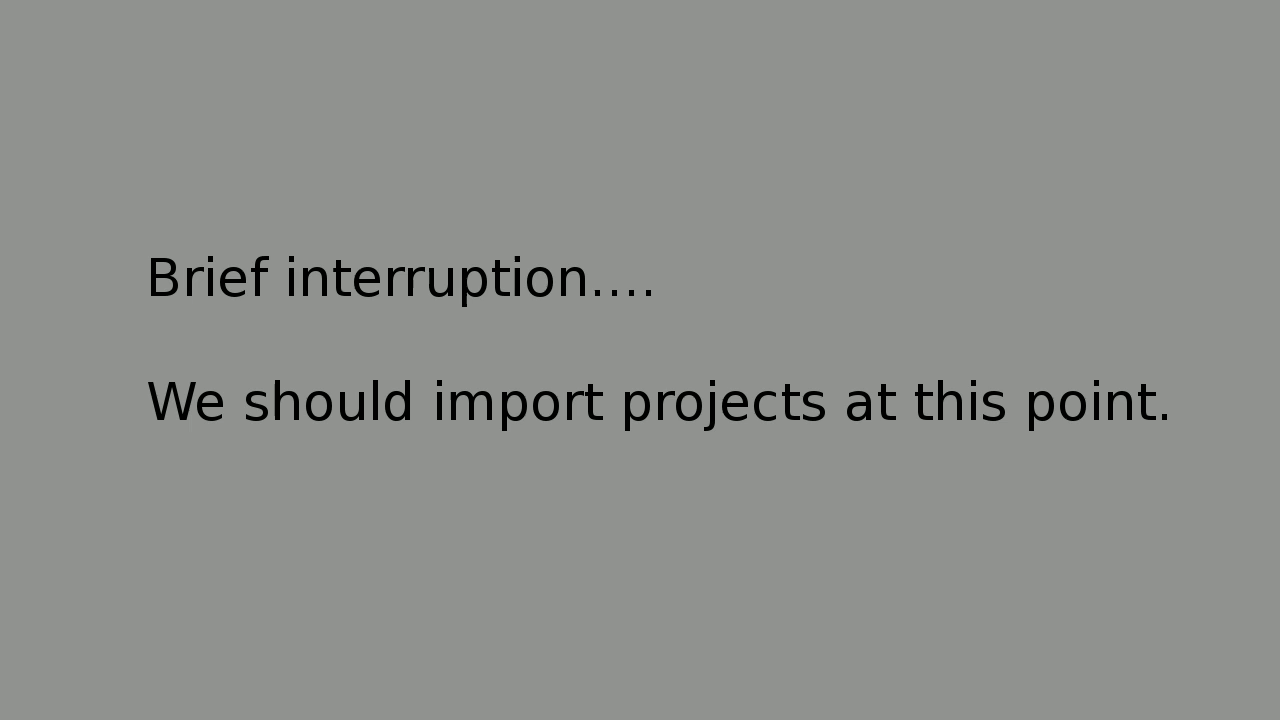 Brief interruption....
We should import projects at this point.